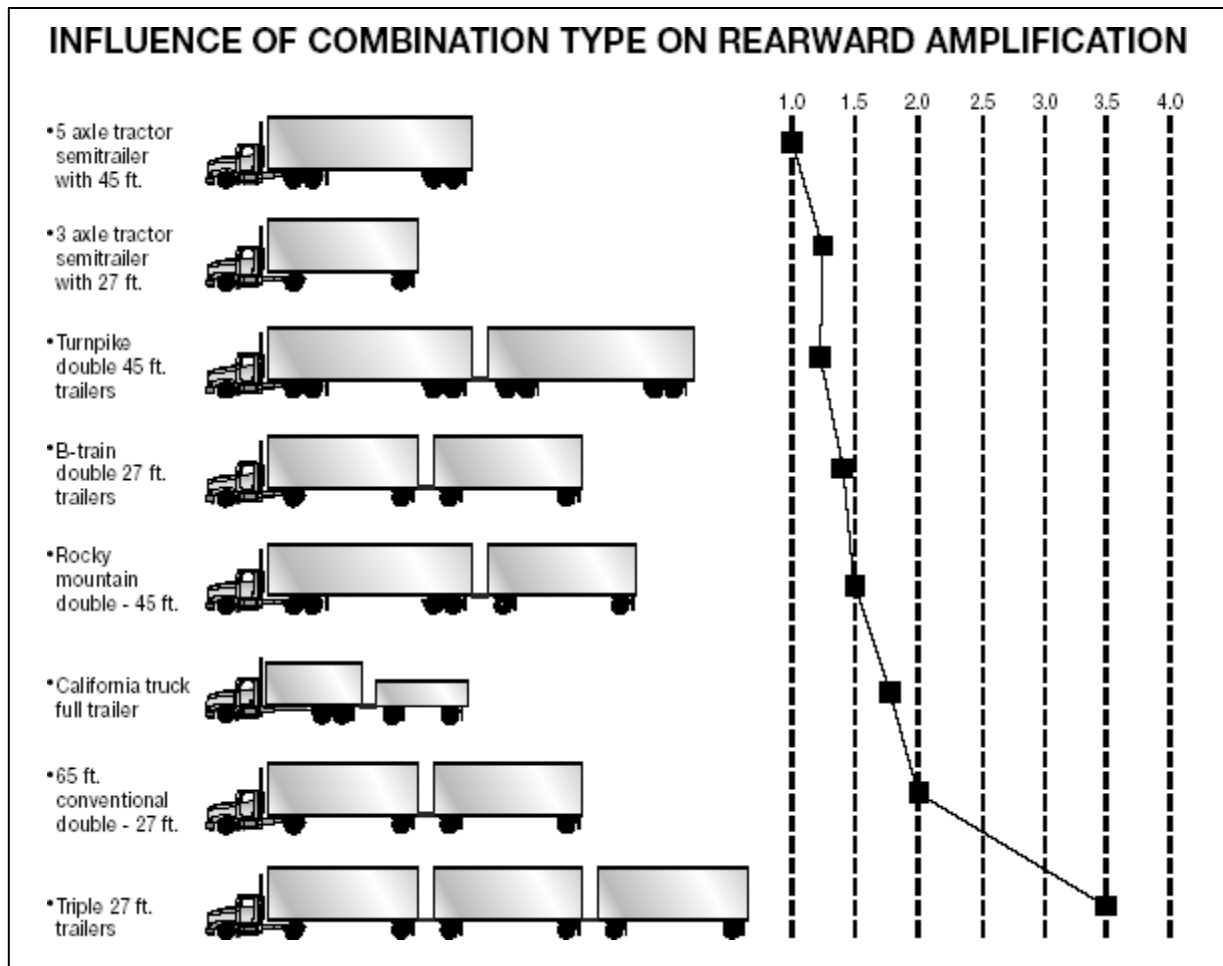 INFLUENCE OF COMBINATION TYPE ON REARWARD AMPLIFICATION
1.0 1.5 2.0 2.5 3.0 3.5 4.0
•5 axle tractor
semitrailer
with 45 ft.
•3 axle tractor
semitrailer
with 27 ft.
•Turnpike
double 45 ft.
trailers
•B-train
double 27 ft.
trailers
•Rocky
mountain
double - 45 ft.
•California truck
full trailer
•65 ft.
conventional
double - 27 ft.
•Triple 27 ft.
trailers